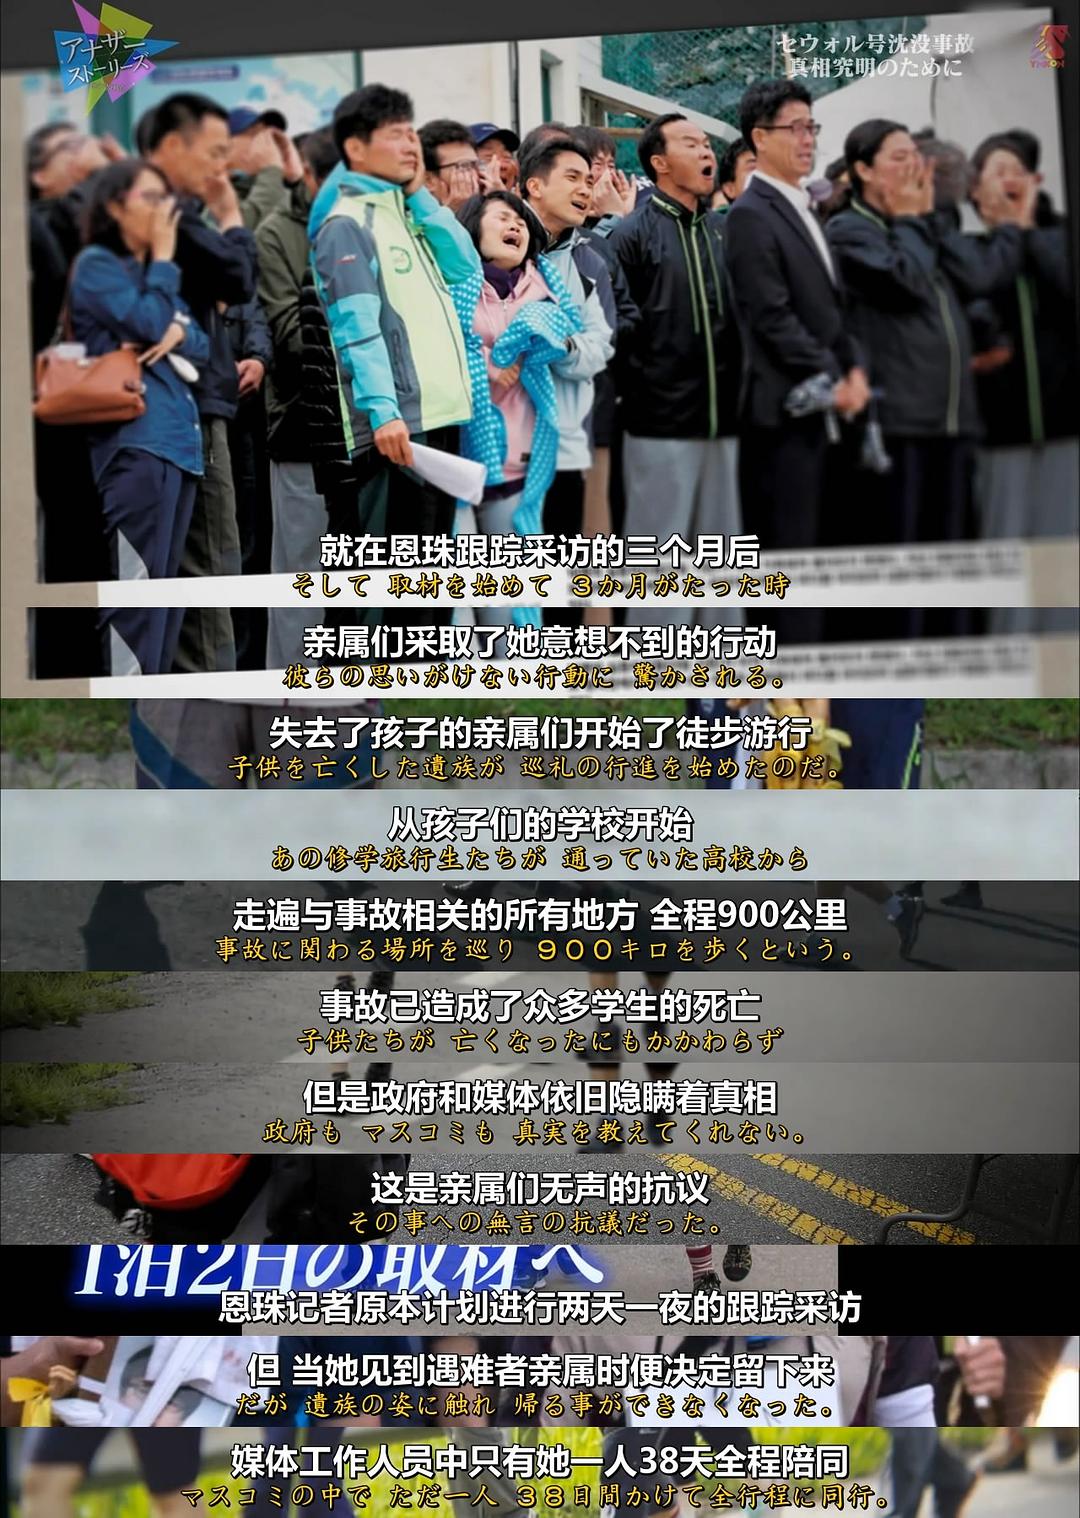 アナザー
ストーリーズ
セウォル号沈没事故
真相究明のために
YYeTs
就在恩珠跟踪采访的三个月后
そして 取材を始めて 3か月がたった時
亲属们采取了她意想不到的行动
彼らの思いがけない行動に 驚かされる。
失去了孩子的亲属们开始了徒步游行
子供を亡くした遺族が 巡礼の行進を始めたのだ。
从孩子们的学校开始
あの修学旅行生たちが 通っていた高校から
走遍与事故相关的所有地方 全程900公里
事故に関わる場所を巡り 900キロを歩くという。
事故已造成了众多学生的死亡
子供たちが 亡くなったにもかかわらず
但是政府和媒体依旧隐瞒着真相
政府も マスコミも 真実を教えてくれない。
这是亲属们无声的抗议
その事への無言の抗議だった。
1泊2日の取材へ
恩珠记者原本计划进行两天一夜的跟踪采访
但 当她见到遇难者亲属时便决定留下来
だが 遺族の姿に触れ 帰る事ができなくなった。
媒体工作人员中只有她一人38天全程陪同
マスコミの中で ただ一人 38日間かけて全行程に同行。